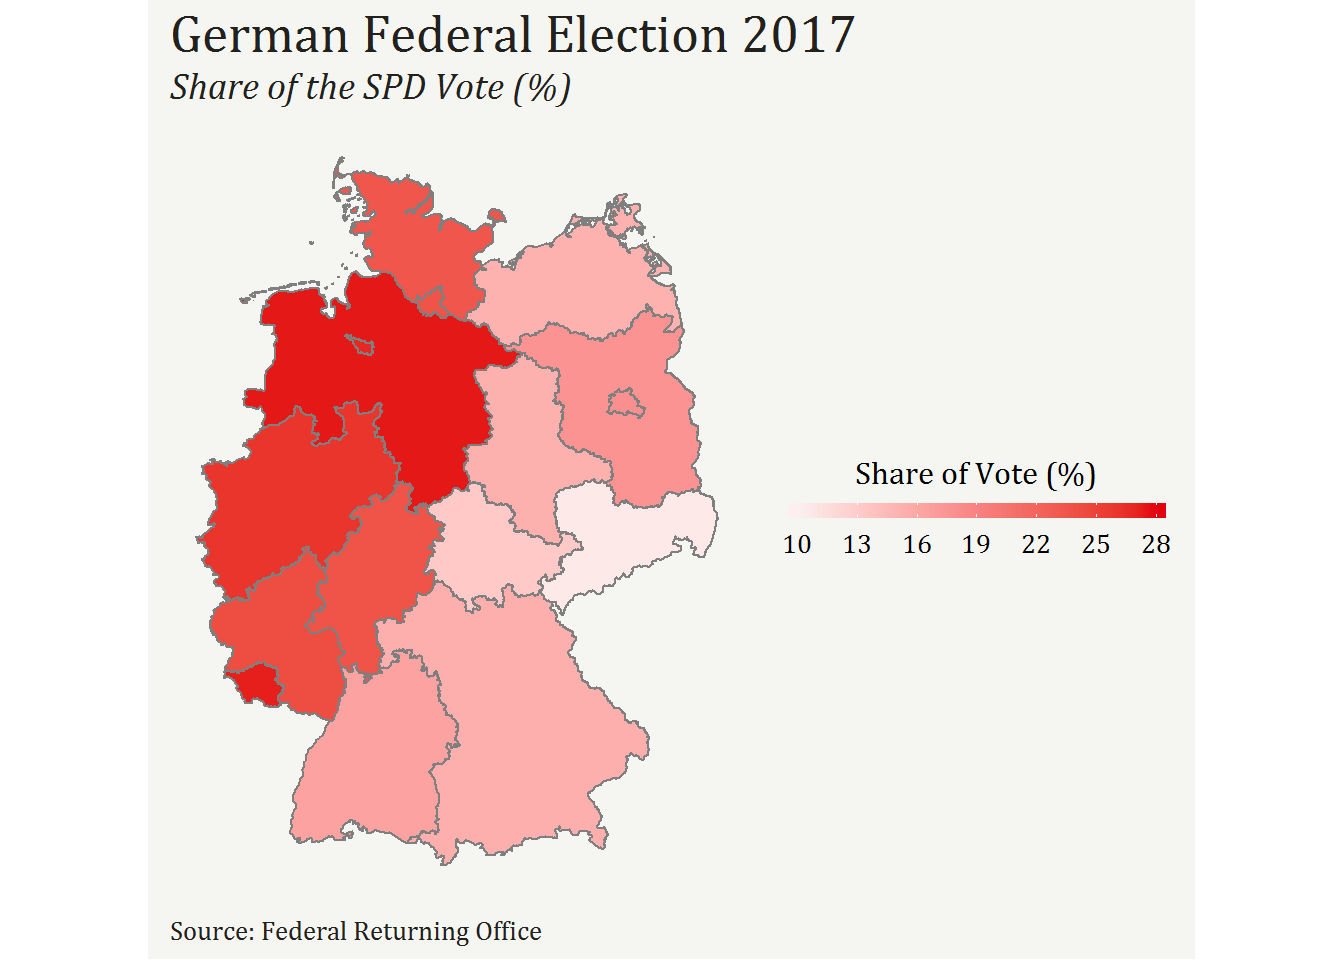 German Federal Election 2017
Share of the SPD Vote (%)
Share of Vote (%)
10 13 16 19 22 25 28
Source: Federal Returning Office